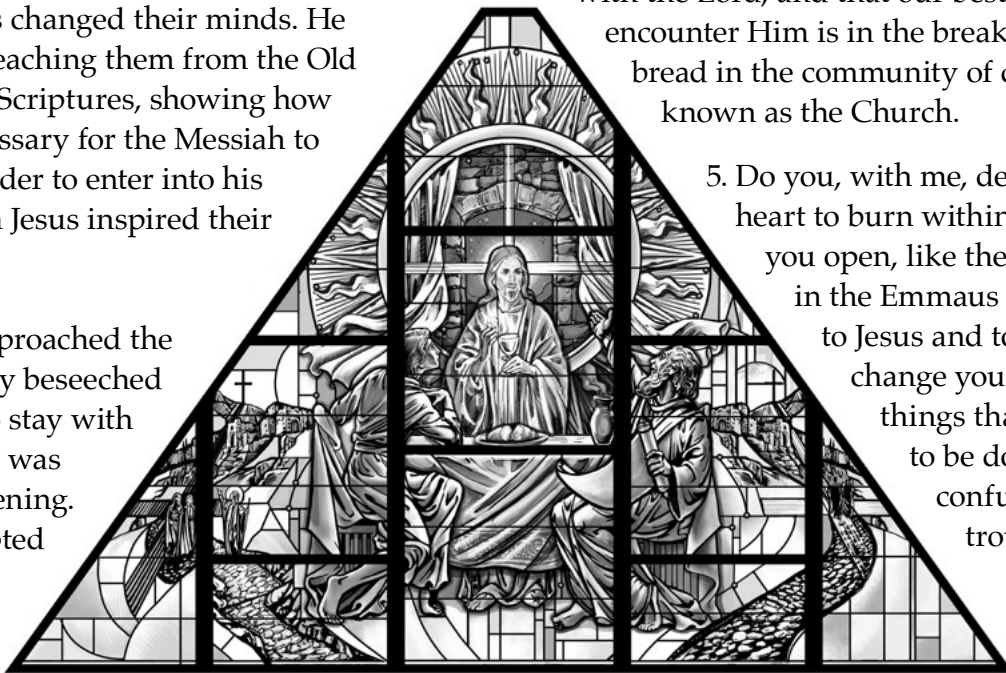 s changed their minds. He
eaching them from the Old
Scriptures, showing how
ssary for the Messiah to
der to enter into his
Jesus inspired their
proached the
y beseeched
stay with
was
ening.
ted
with the Lord, and that our best
encounter Him is in the break
bread in the community of
known as the Church.
5. Do you, with me, de
heart to burn within
you open, like the
in the Emmaus
to Jesus and to
change you
things tha
to be do
confu
tro